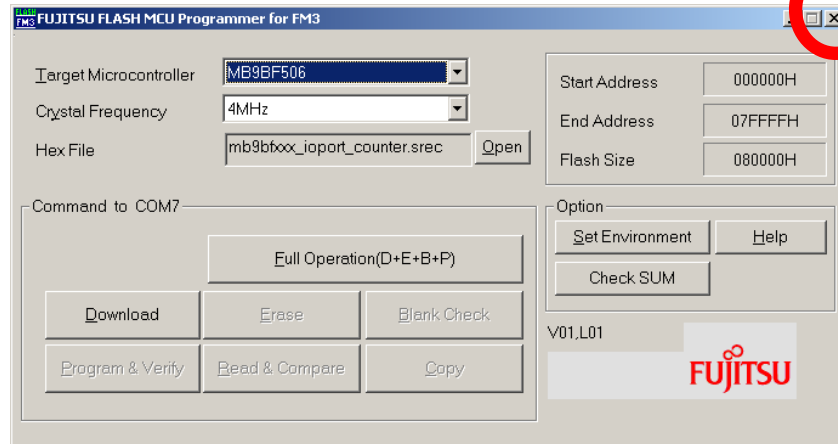 FLASH FM3 FUJITSU FLASH MCU Programmer for FM3
Target Microcontroller MB9BF506
Crystal Frequency 4MHz
Hex File mb9bfxxx_ioport_counter.srec Open
Start Address 000000H
End Address 07FFFFH
Flash Size 080000H
Command to COM7
Full Operation(D+E+B+P)
Download Erase Blank Check
Program & Verify Read & Compare Copy
Option
Set Environment Help
Check SUM
V01,L01
FUJITSU